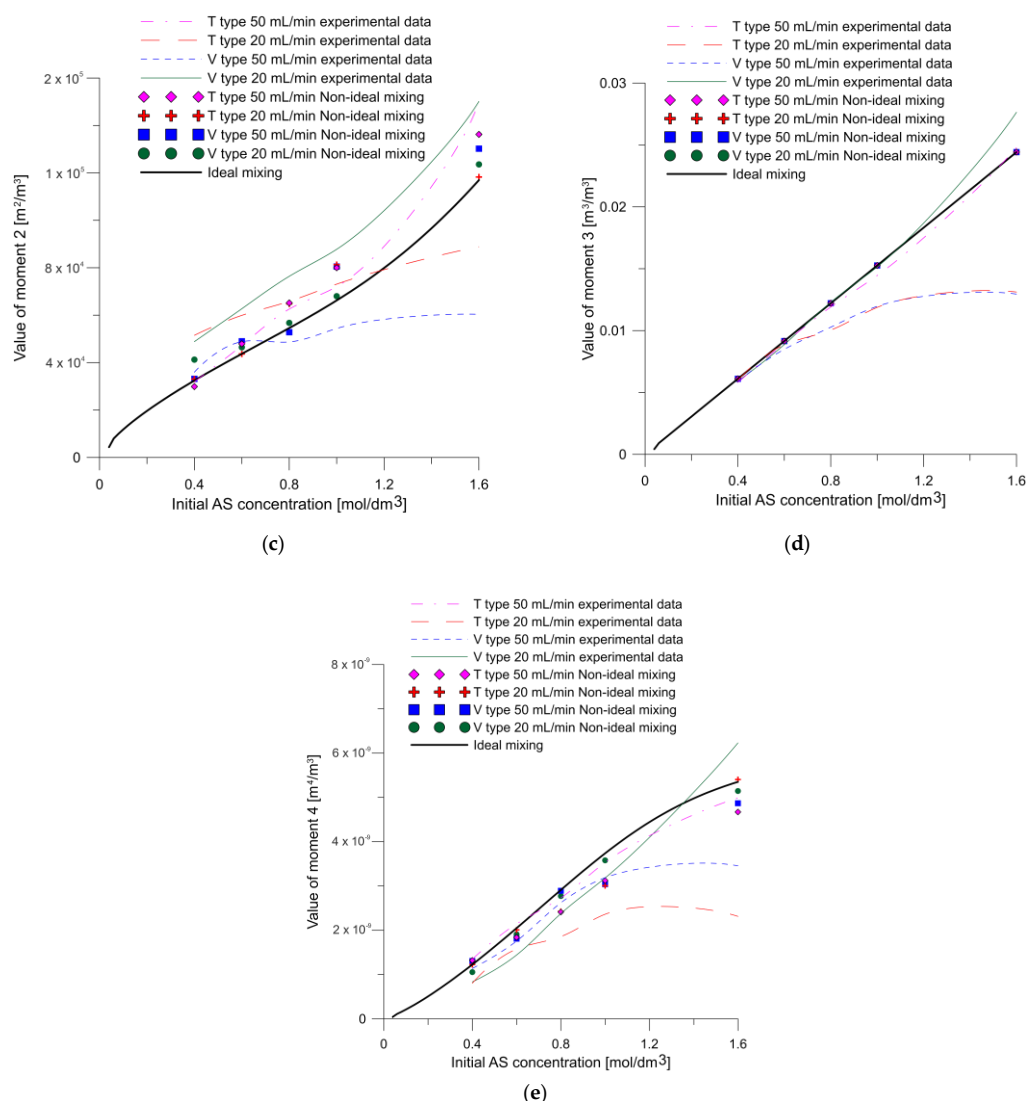 T type 50 mL/min experimental data
T type 20 mL/min experimental data
V type 50 mL/min experimental data
V type 20 mL/min experimental data
T type 50 mL/min Non-ideal mixing
T type 20 mL/min Non-ideal mixing
V type 50 mL/min Non-ideal mixing
V type 20 mL/min Non-ideal mixing
Ideal mixing
Value of moment 2 [m²/m³]
2 x 10⁵
1 x 10⁵
8 x 10⁴
4 x 10⁴
0
0 0.4 0.8 1.2 1.6
Initial AS concentration [mol/dm³]
(c)
T type 50 mL/min experimental data
T type 20 mL/min experimental data
V type 50 mL/min experimental data
V type 20 mL/min experimental data
T type 50 mL/min Non-ideal mixing
T type 20 mL/min Non-ideal mixing
V type 50 mL/min Non-ideal mixing
V type 20 mL/min Non-ideal mixing
Ideal mixing
Value of moment 3 [m³/m³]
0.03
0.02
0.01
0
0 0.4 0.8 1.2 1.6
Initial AS concentration [mol/dm³]
(d)
T type 50 mL/min experimental data
T type 20 mL/min experimental data
V type 50 mL/min experimental data
V type 20 mL/min experimental data
T type 50 mL/min Non-ideal mixing
T type 20 mL/min Non-ideal mixing
V type 50 mL/min Non-ideal mixing
V type 20 mL/min Non-ideal mixing
Ideal mixing
Value of moment 4 [m⁴/m³]
8 x 10⁻⁹
6 x 10⁻⁹
4 x 10⁻⁹
2 x 10⁻⁹
0
0 0.4 0.8 1.2 1.6
Initial AS concentration [mol/dm³]
(e)